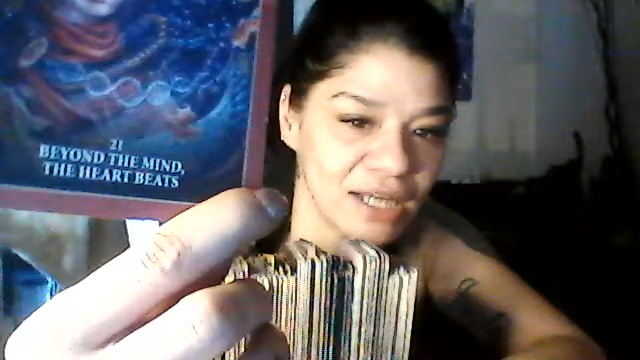 21
BEYOND THE MIND,
THE HEART BEATS